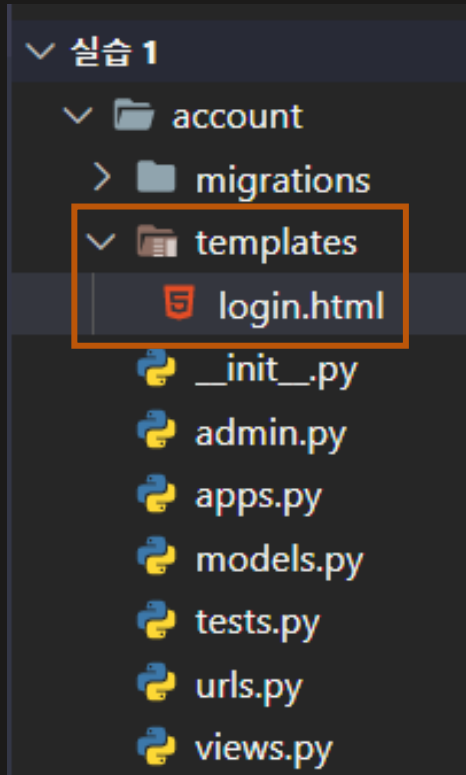 실습 1
account
migrations
templates
login.html
__init__.py
admin.py
apps.py
models.py
tests.py
urls.py
views.py